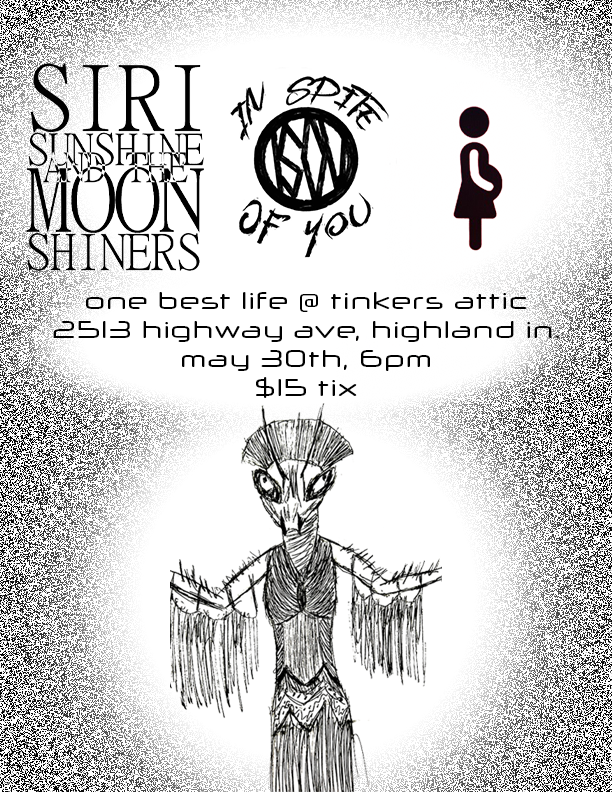 SIRI
SUNSHINE
AND THE
MOON
SHINERS
IN SPITE
OF YOU
one best life @ tinkers attic
2513 highway ave, highland in.
may 30th, 6pm
$15 tix